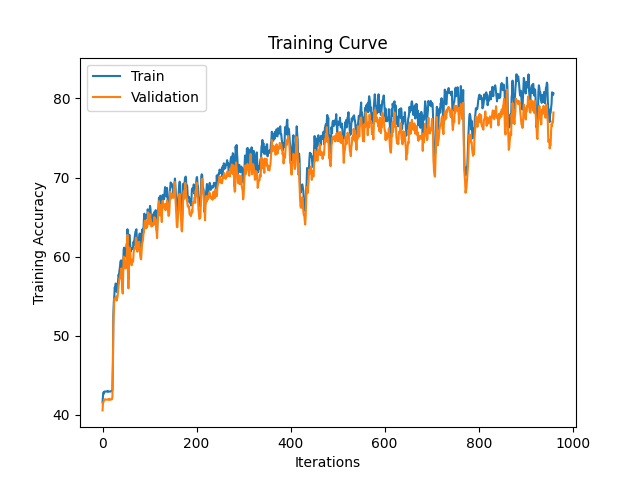 Training Curve
Train
Validation
Training Accuracy
80
70
60
50
40
0 200 400 600 800 1000
Iterations